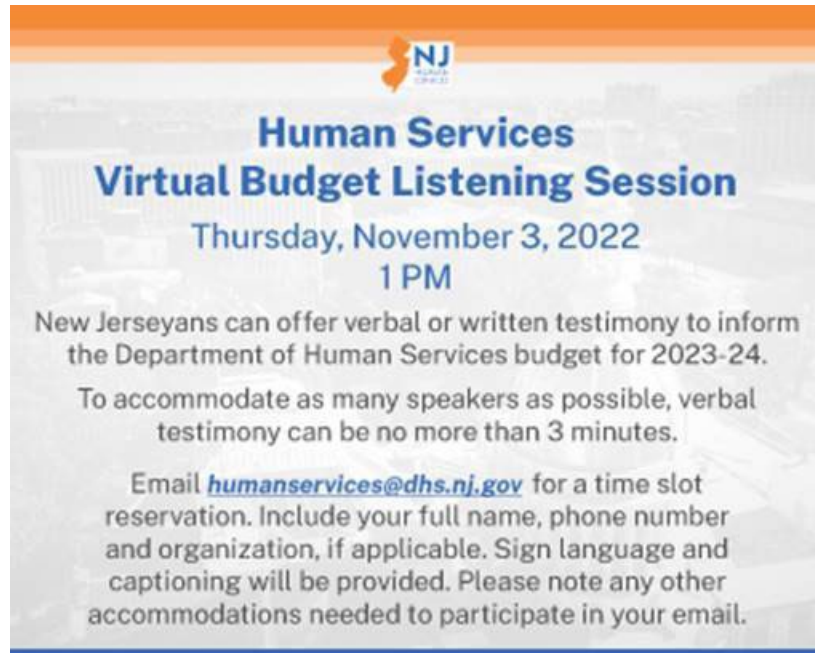 NJ
HUMAN
SERVICES
Human Services
Virtual Budget Listening Session
Thursday, November 3, 2022
1 PM
New Jerseyans can offer verbal or written testimony to inform
the Department of Human Services budget for 2023-24.
To accommodate as many speakers as possible, verbal
testimony can be no more than 3 minutes.
Email humanservices@dhs.nj.gov for a time slot
reservation. Include your full name, phone number
and organization, if applicable. Sign language and
captioning will be provided. Please note any other
accommodations needed to participate in your email.